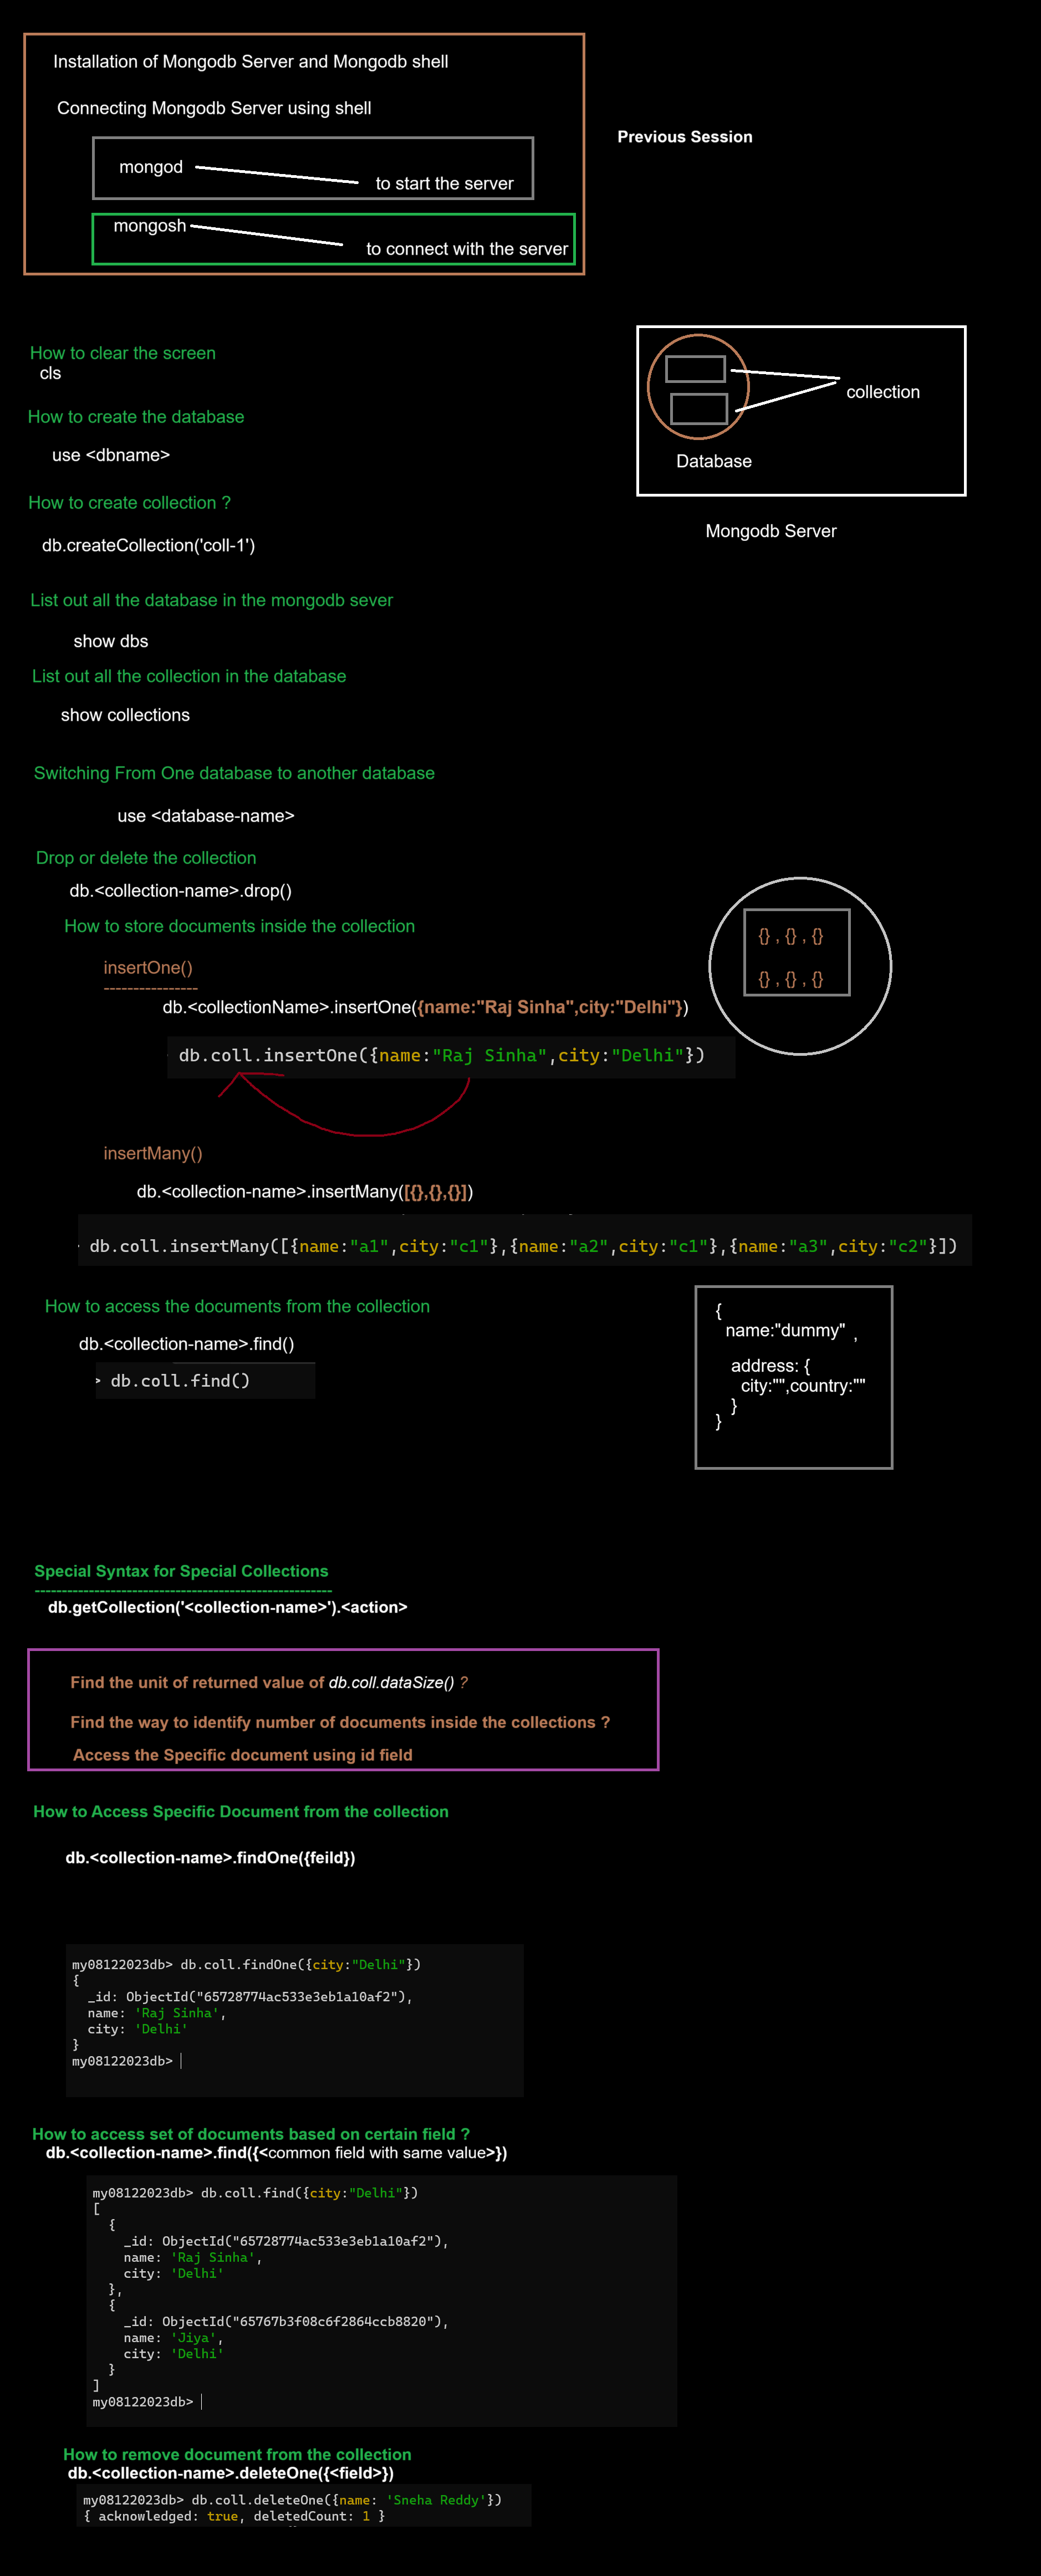 Installation of Mongodb Server and Mongodb shell
Connecting Mongodb Server using shell
Previous Session
mongod
to start the server
mongosh
to connect with the server
How to clear the screen
cls
How to create the database
use <dbname>
collection
Database
Mongodb Server
How to create collection ?
db.createCollection('coll-1')
List out all the database in the mongodb sever
show dbs
List out all the collection in the database
show collections
Switching From One database to another database
use <database-name>
Drop or delete the collection
db.<collection-name>.drop()
How to store documents inside the collection
{} , {} , {}
{} , {} , {}
insertOne()
----------------
db.<collectionName>.insertOne({name:"Raj Sinha",city:"Delhi"})
db.coll.insertOne({name:"Raj Sinha",city:"Delhi"})
insertMany()
db.<collection-name>.insertMany([{},{},{}])
db.coll.insertMany([{name:"a1",city:"c1"},{name:"a2",city:"c1"},{name:"a3",city:"c2"}])
How to access the documents from the collection
db.<collection-name>.find()
> db.coll.find()
{
name:"dummy" ,
address: {
city:"",country:""
}
}
Special Syntax for Special Collections
-------------------------------------------------------
db.getCollection('<collection-name>').<action>
Find the unit of returned value of db.coll.dataSize() ?
Find the way to identify number of documents inside the collections ?
Access the Specific document using id field
How to Access Specific Document from the collection
db.<collection-name>.findOne({feild})
my08122023db> db.coll.findOne({city:"Delhi"})
{
_id: ObjectId("65728774ac533e3eb1a10af2"),
name: 'Raj Sinha',
city: 'Delhi'
}
my08122023db>
How to access set of documents based on certain field ?
db.<collection-name>.find({<common field with same value>})
my08122023db> db.coll.find({city:"Delhi"})
[
{
_id: ObjectId("65728774ac533e3eb1a10af2"),
name: 'Raj Sinha',
city: 'Delhi'
},
{
_id: ObjectId("65767b3f08c6f2864ccb8820"),
name: 'Jiya',
city: 'Delhi'
}
]
my08122023db>
How to remove document from the collection
db.<collection-name>.deleteOne({<field>})
my08122023db> db.coll.deleteOne({name: 'Sneha Reddy'})
{ acknowledged: true, deletedCount: 1 }